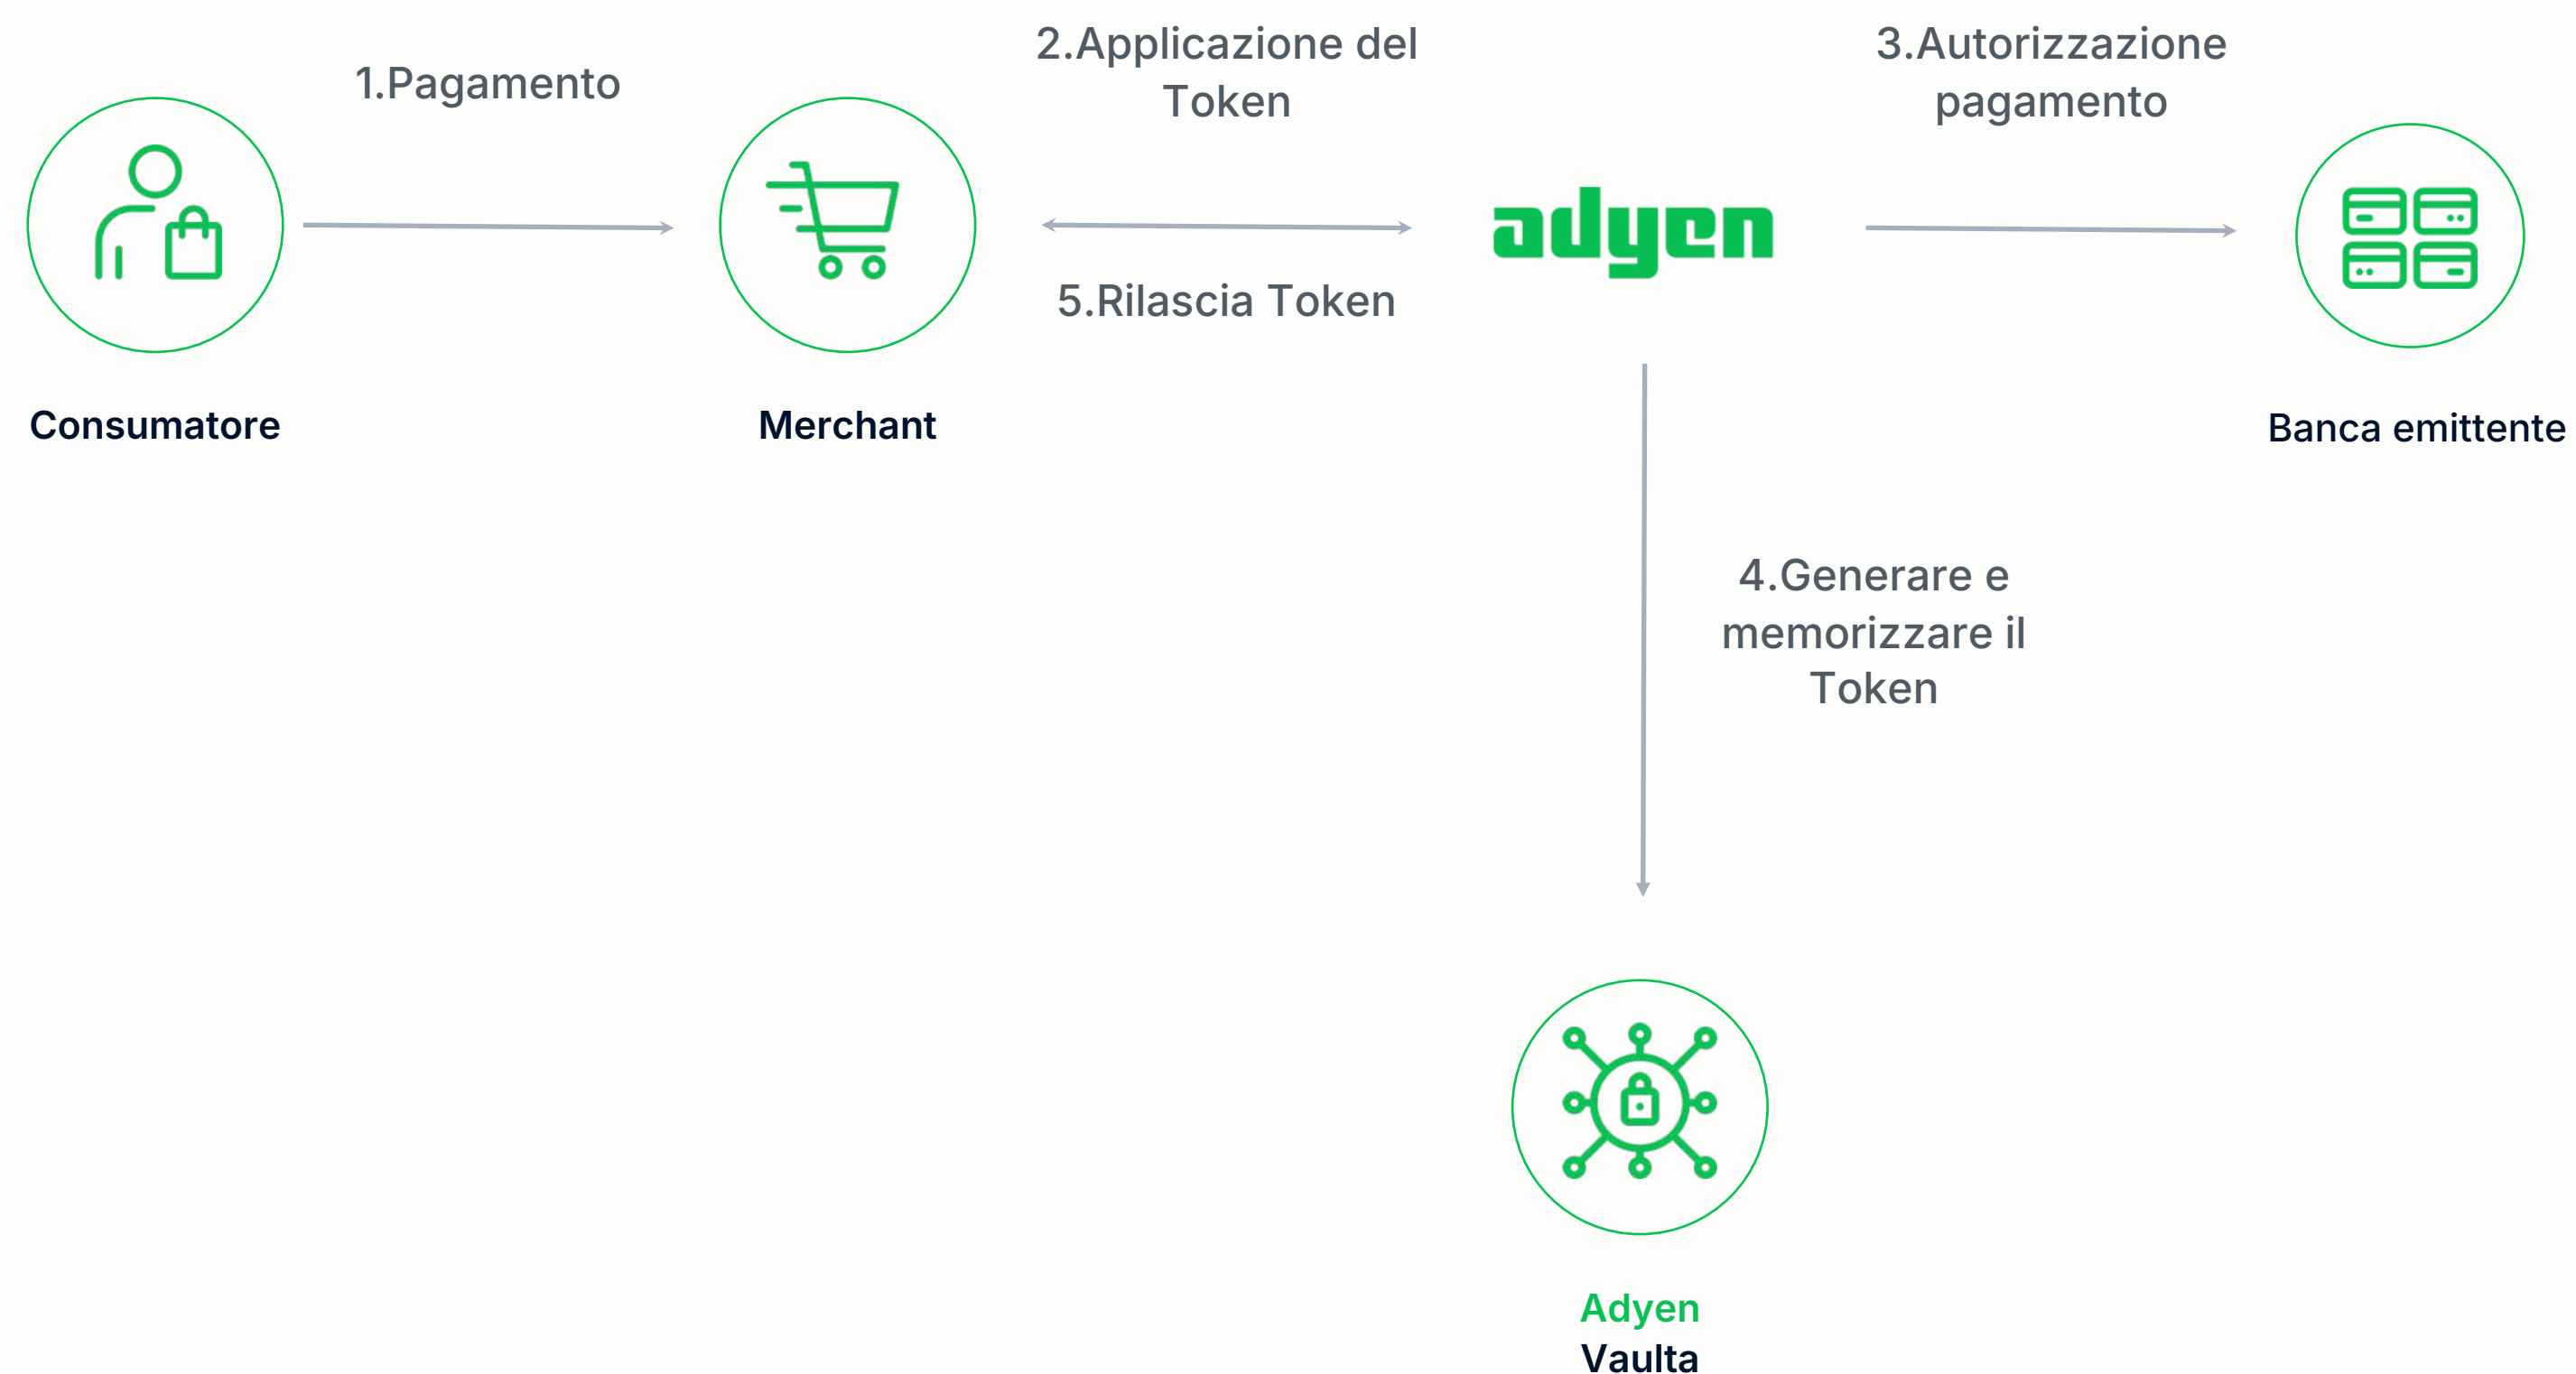 1.Pagamento
2.Applicazione del
Token
3.Autorizzazione
pagamento
adyen
5.Rilascia Token
Consumatore
Merchant
Banca emittente
4.Generare e
memorizzare il
Token
Adyen
Vaulta